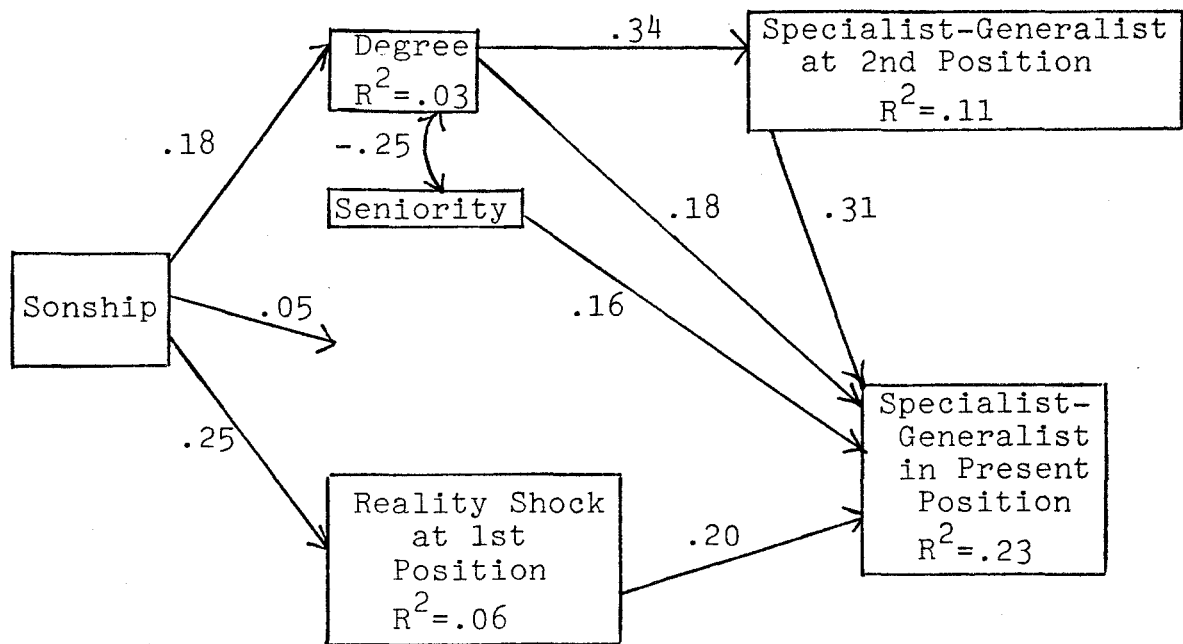 Degree
R²=.03
.34
Specialist-Generalist
at 2nd Position
R²=.11
.18
-.25
Seniority
.18
.31
Sonship
.05
.16
.25
Specialist-
Generalist
in Present
Position
R²=.23
Reality Shock
at 1st
Position
R²=.06
.20